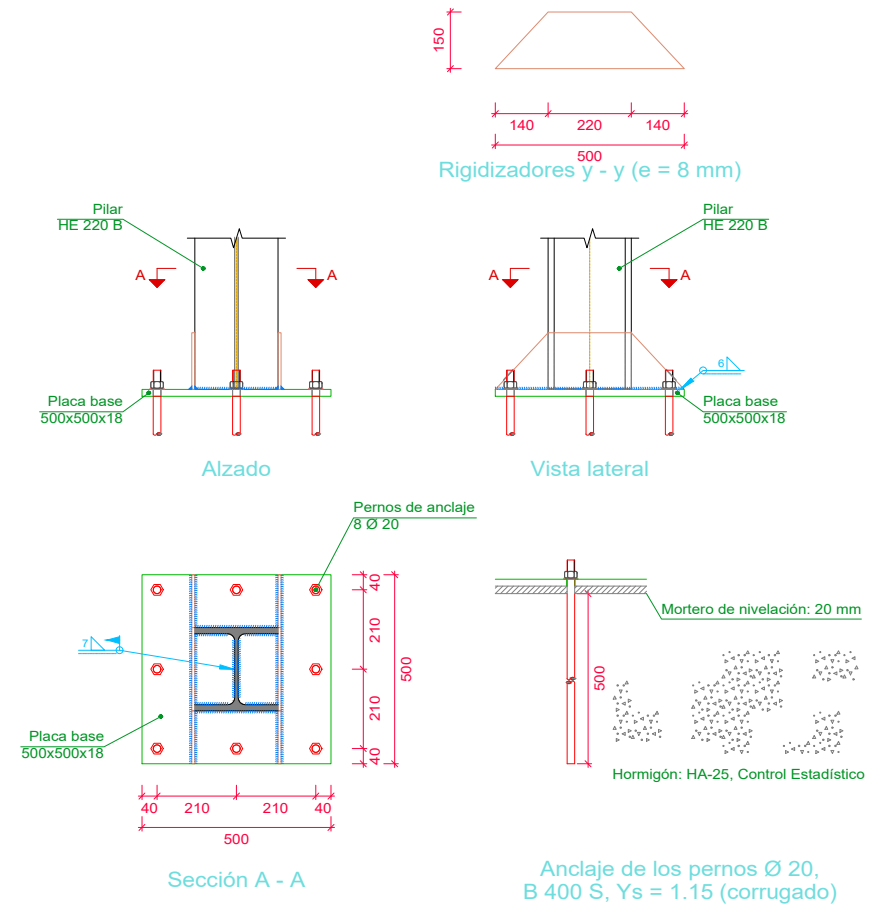 150
140
220
140
500
Rigidizadores y - y (e = 8 mm)
Pilar
HE 220 B
A
A
Placa base
500x500x18
Alzado
Pilar
HE 220 B
A
A
6
Placa base
500x500x18
Vista lateral
Pernos de anclaje
8 Ø 20
40
210
210
40
500
7
Placa base
500x500x18
40
210
210
40
500
Sección A - A
Mortero de nivelación: 20 mm
500
Hormigón: HA-25, Control Estadístico
Anclaje de los pernos Ø 20,
B 400 S, Ys = 1.15 (corrugado)